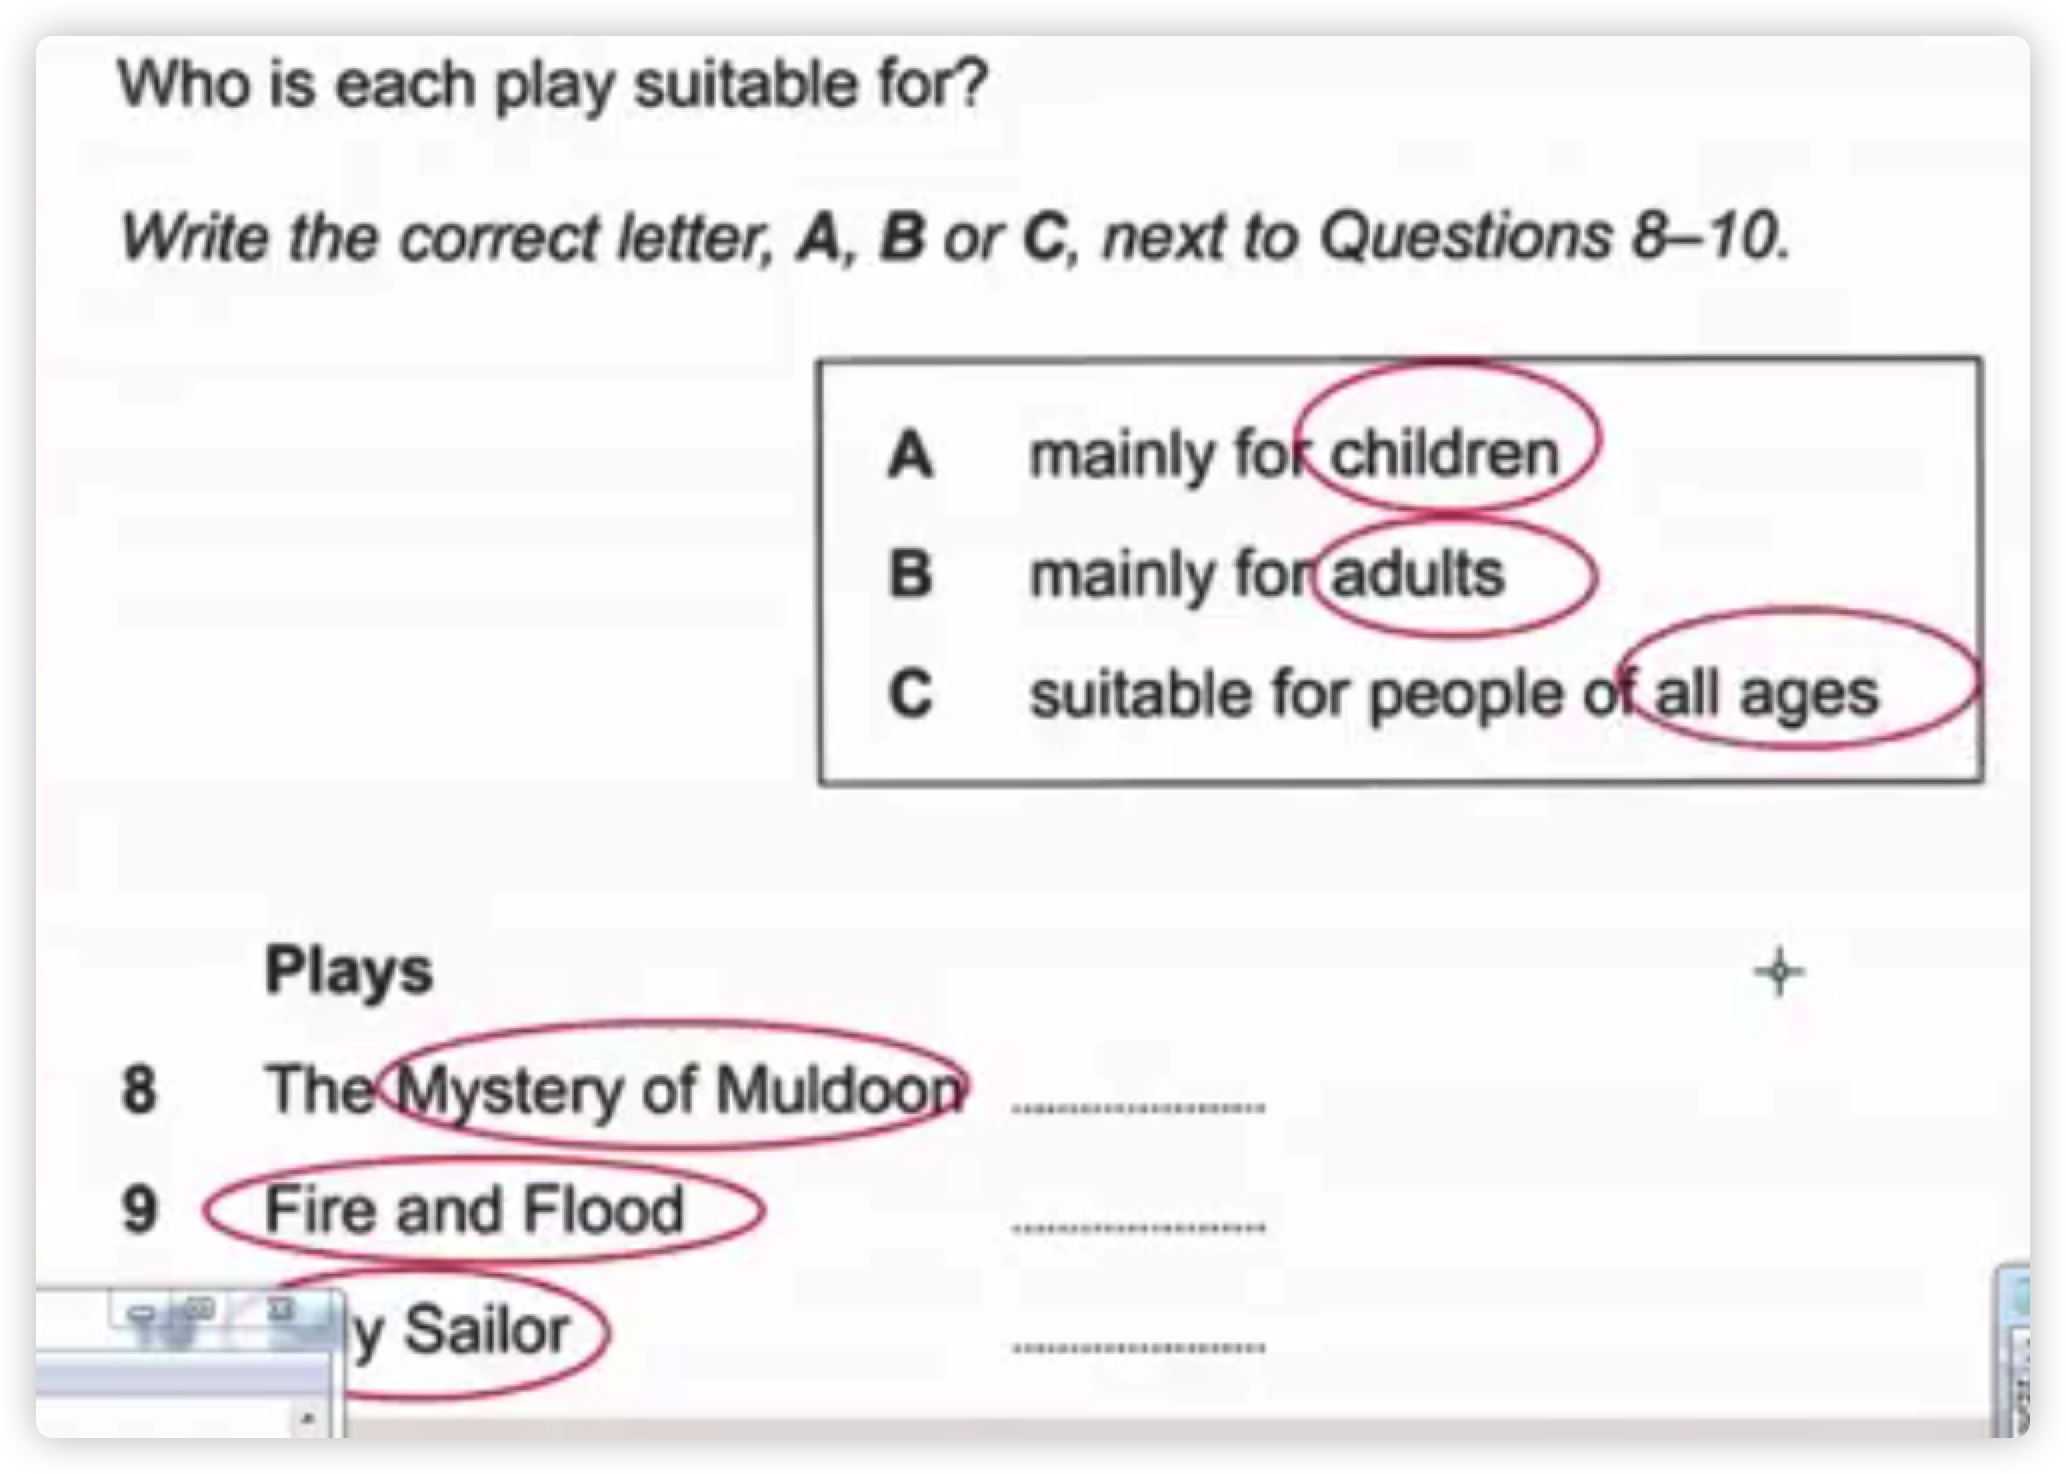 Who is each play suitable for?
Write the correct letter, A, B or C, next to Questions 8–10.
A mainly for children
B mainly for adults
C suitable for people of all ages
Plays
8 The Mystery of Muldoon ....................
9 Fire and Flood ....................
y Sailor ....................